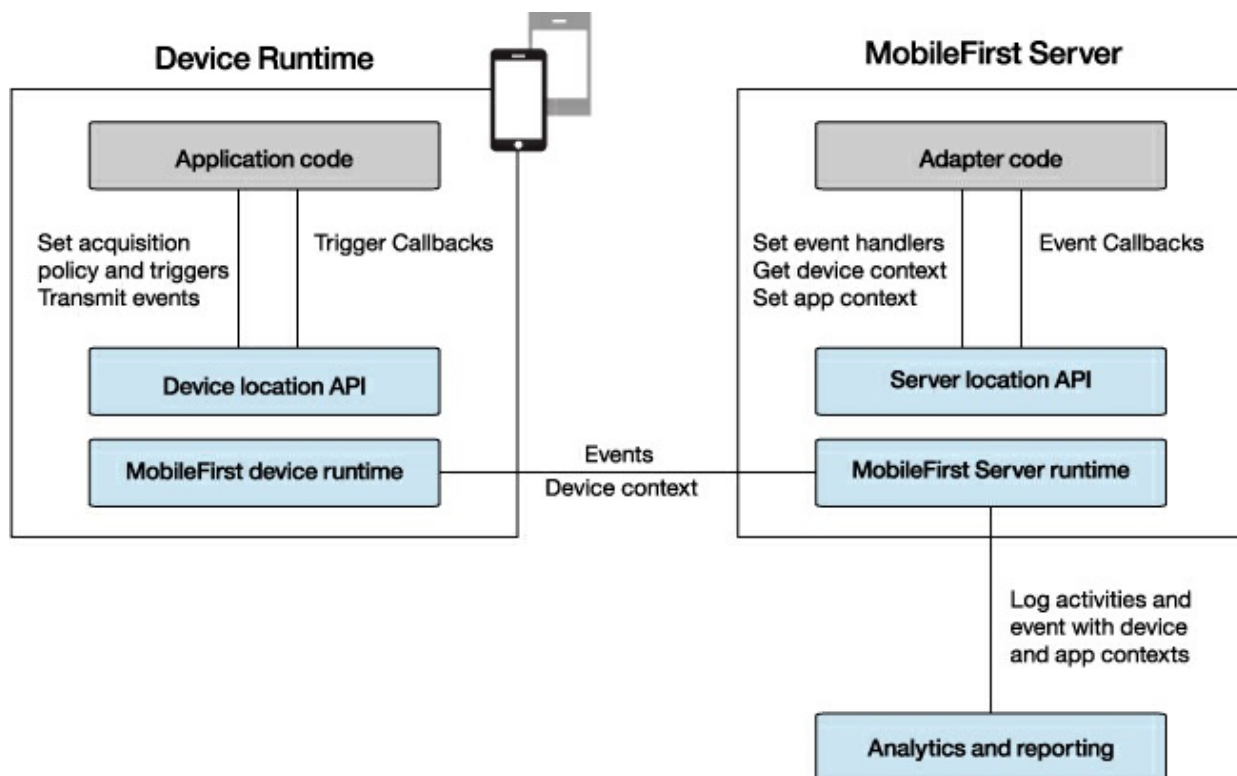 Device Runtime
MobileFirst Server
Application code
Adapter code
Set acquisition
policy and triggers
Transmit events
Trigger Callbacks
Set event handlers
Get device context
Set app context
Event Callbacks
Device location API
Server location API
MobileFirst device runtime
Events
Device context
MobileFirst Server runtime
Log activities and
event with device
and app contexts
Analytics and reporting